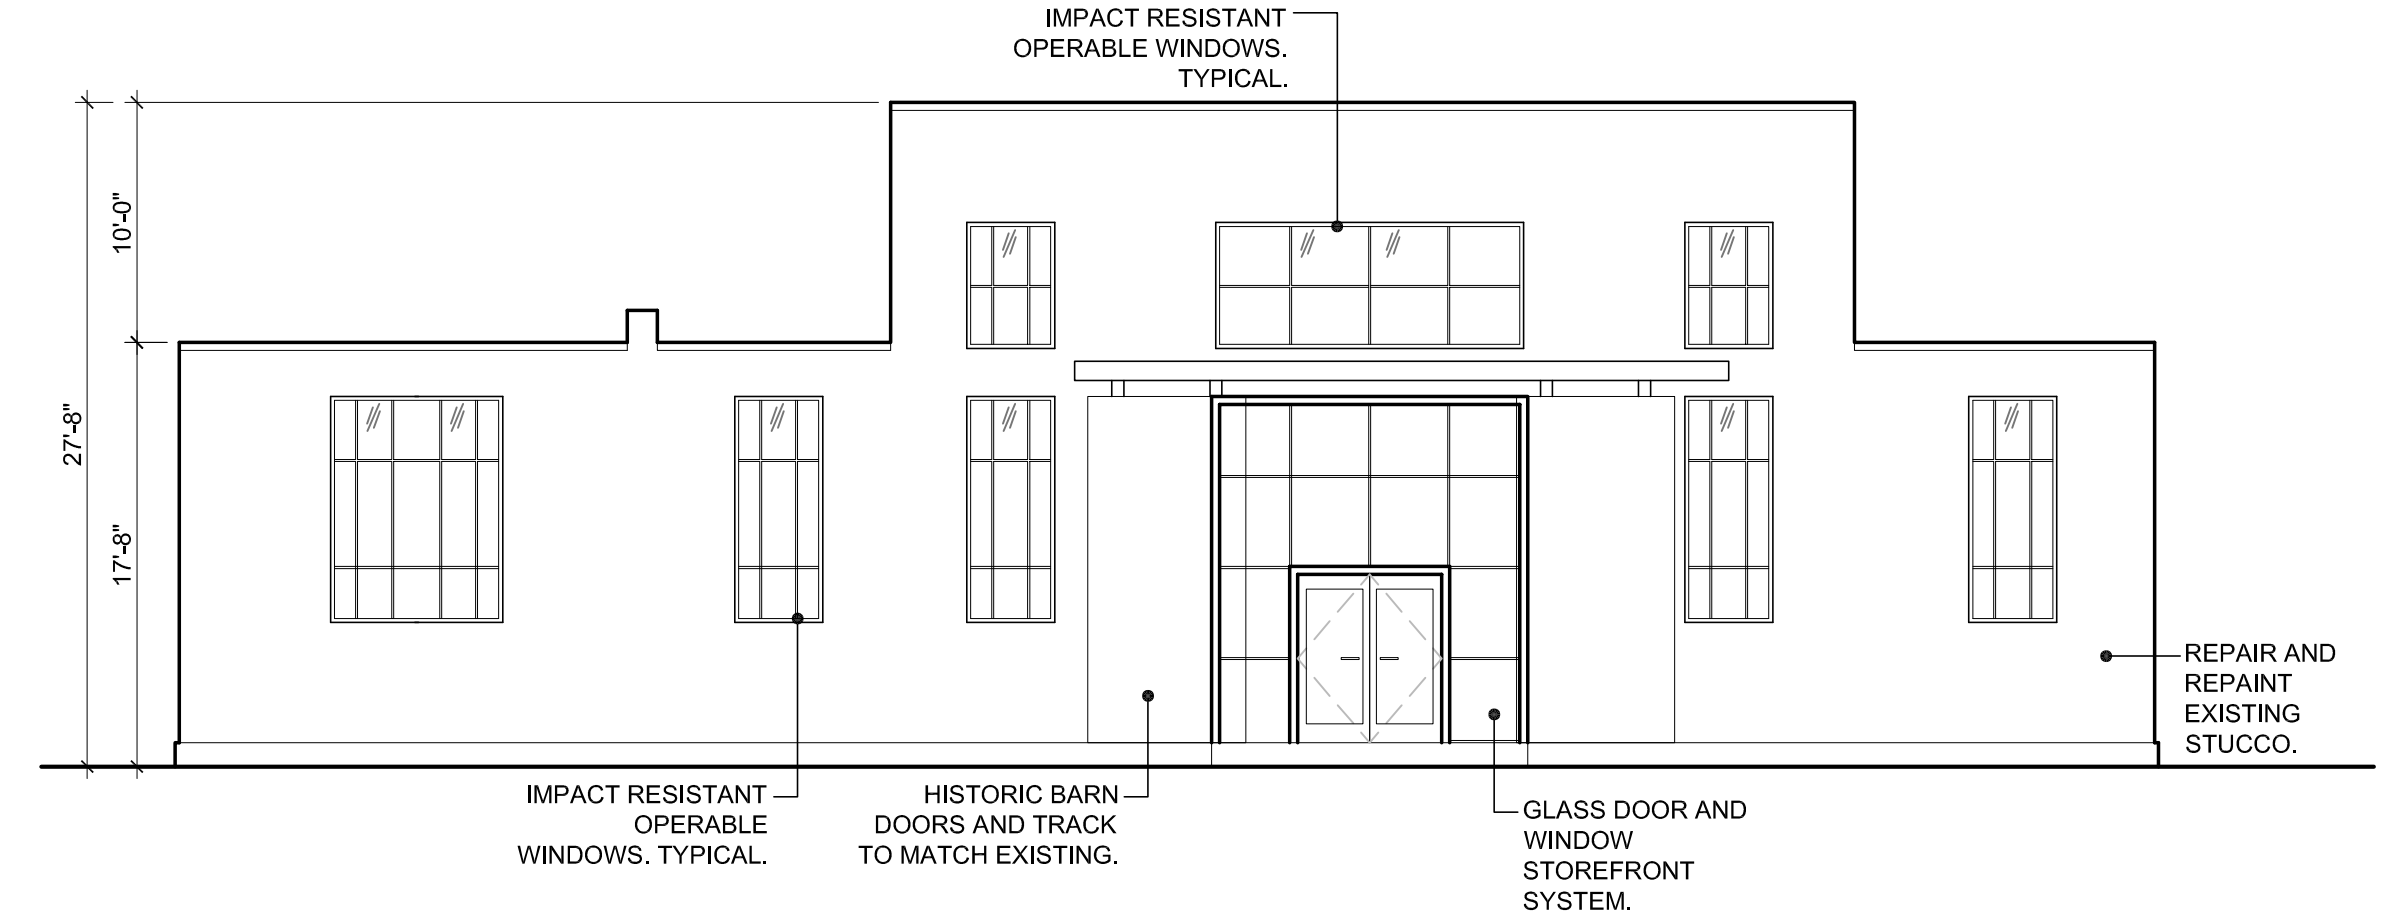 IMPACT RESISTANT
OPERABLE WINDOWS.
TYPICAL.
10'-0"
27'-8"
17'-8"
REPAIR AND
REPAINT
EXISTING
STUCCO.
IMPACT RESISTANT
OPERABLE
WINDOWS. TYPICAL.
HISTORIC BARN
DOORS AND TRACK
TO MATCH EXISTING.
GLASS DOOR AND
WINDOW
STOREFRONT
SYSTEM.